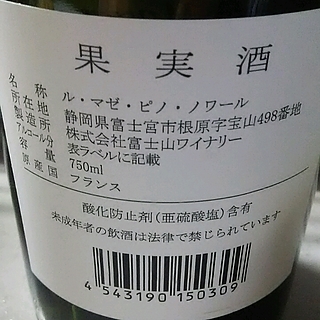 果実酒
名称 ル・マゼ・ピノ・ノワール
所在地 静岡県富士宮市根原字宝山498番地
製造所 株式会社富士山ワイナリー
アルコール分 表ラベルに記載
容量 750ml
原産国 フランス
酸化防止剤(亜硫酸塩)含有
未成年者の飲酒は法律で禁じられています
4 543190 150309